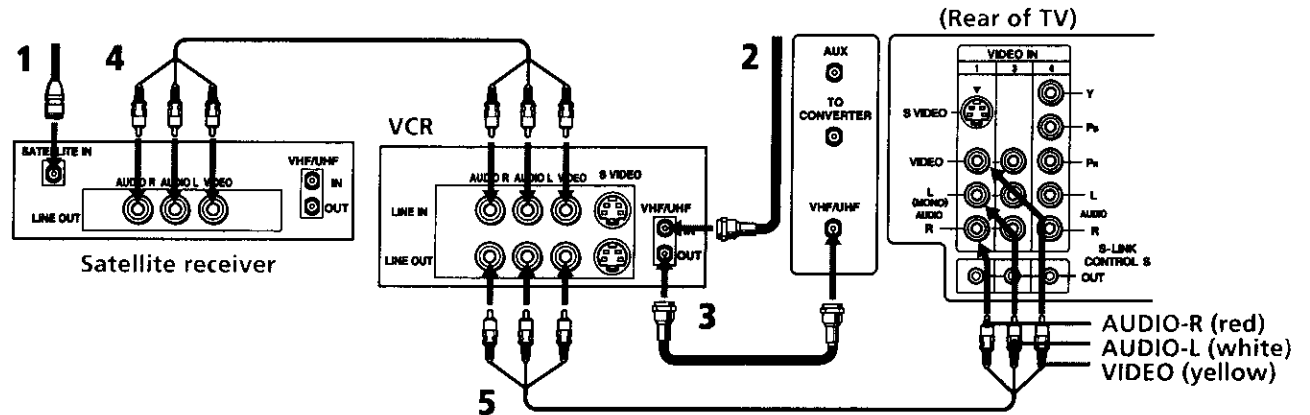 (Rear of TV)
1
4
2
AUX
TO
CONVERTER
VHF/UHF
VIDEO IN
1 3 4
S VIDEO
VIDEO
L
(MONO)
AUDIO
R
Y
PB
PR
L
AUDIO
R
S-LINK
CONTROL S
OUT
SATELLITE IN
AUDIO R AUDIO L VIDEO
VHF/UHF
IN
OUT
LINE OUT
Satellite receiver
VCR
AUDIO R AUDIO L VIDEO S VIDEO
LINE IN
LINE OUT
VHF/UHF
IN
OUT
3
5
AUDIO-R (red)
AUDIO-L (white)
VIDEO (yellow)